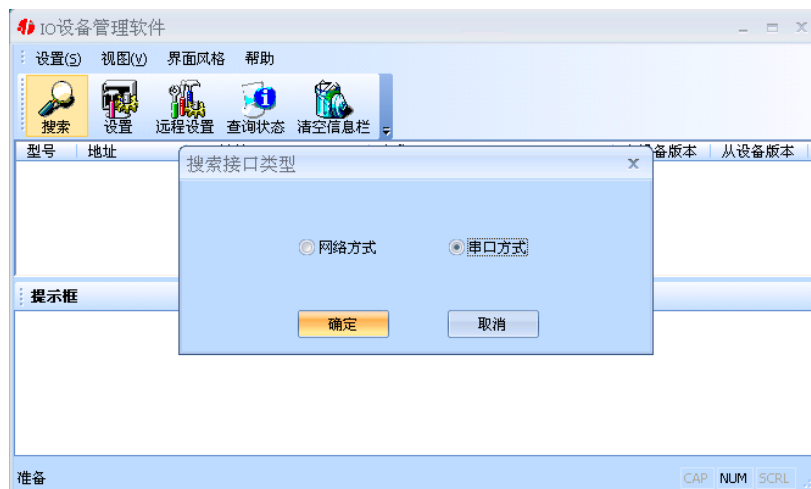 IO设备管理软件
设置(S) 视图(V) 界面风格 帮助
搜索 设置 远程设置 查询状态 清空信息栏
型号 地址 备版本 从设备版本
搜索接口类型
网络方式 串口方式
提示框
确定 取消
准备 CAP NUM SCRL